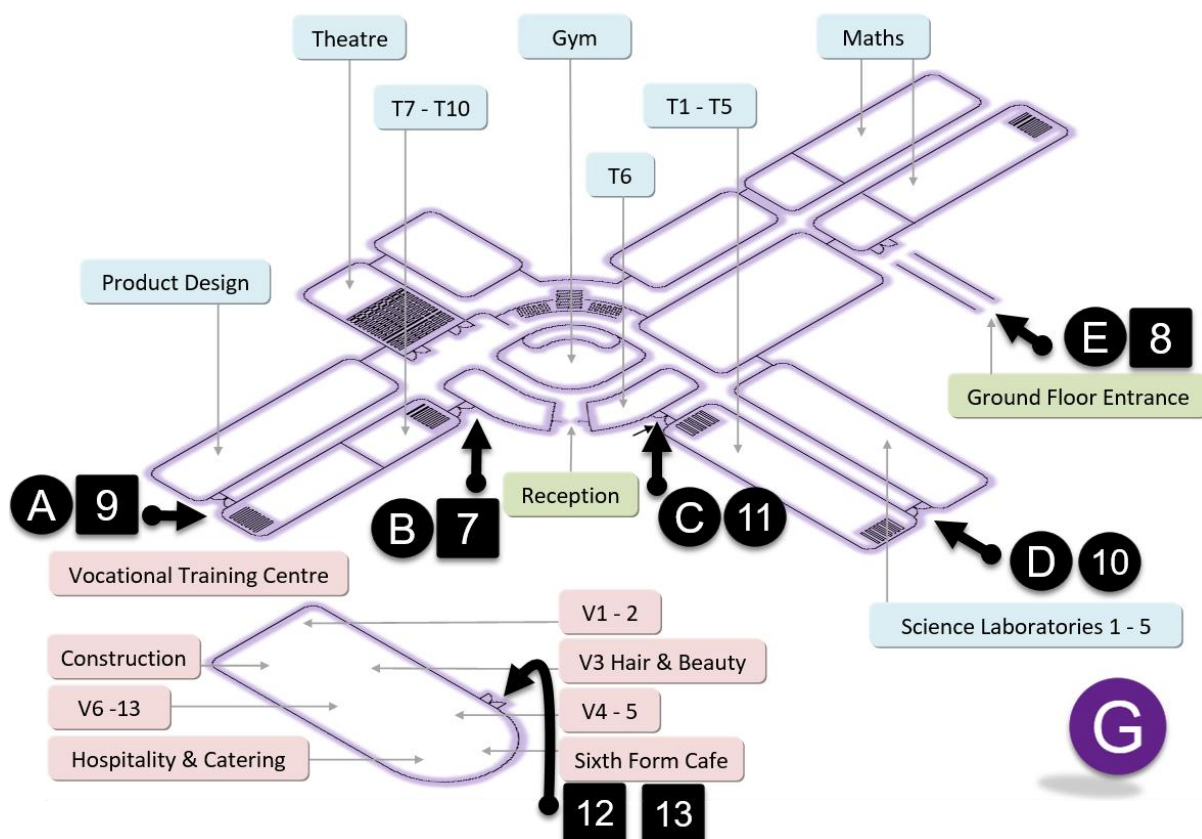 Theatre
Gym
Maths
T7 - T10
T1 - T5
T6
Product Design
E 8
Ground Floor Entrance
A 9
B 7
Reception
C 11
D 10
Vocational Training Centre
V1 - 2
Science Laboratories 1 - 5
Construction
V3 Hair & Beauty
V6 -13
V4 - 5
Hospitality & Catering
Sixth Form Cafe
G
12 13